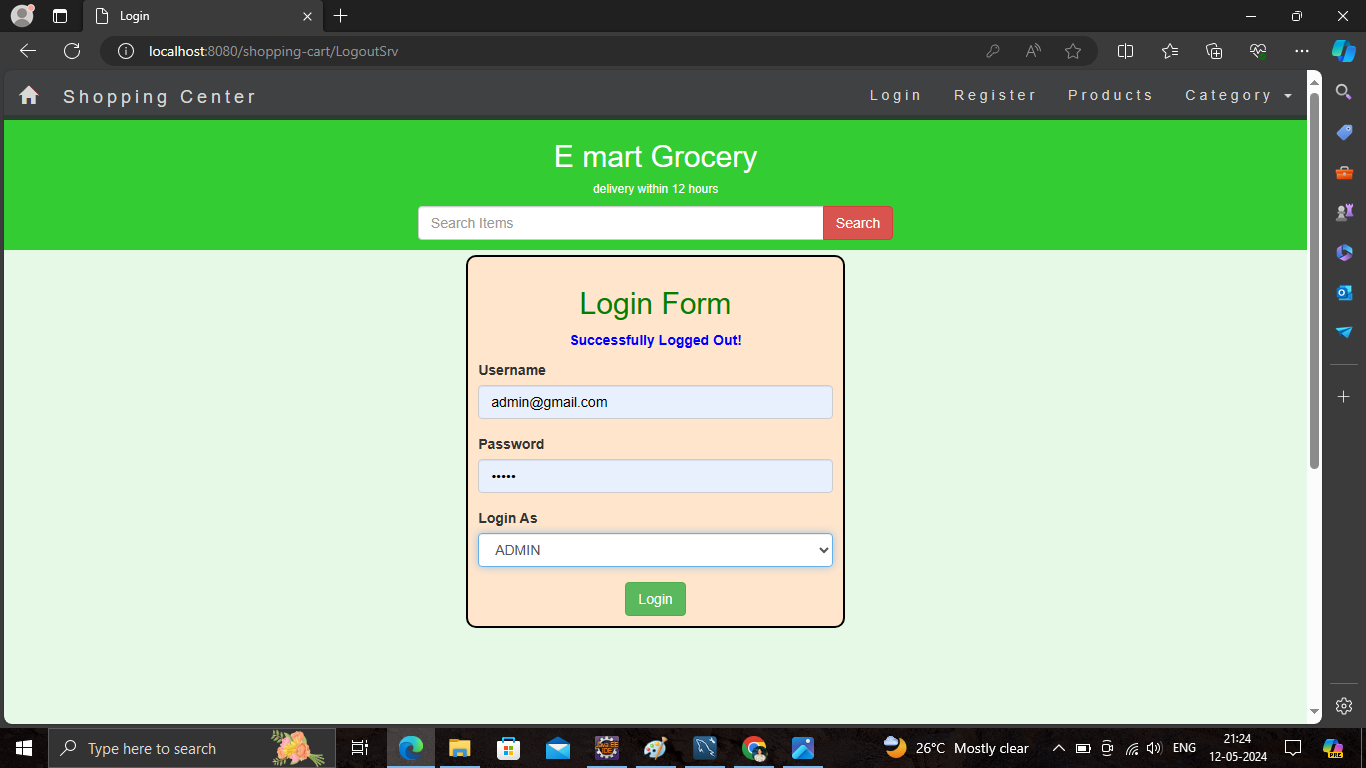 Login
localhost:8080/shopping-cart/LogoutSrv
Shopping Center
Login Register Products Category
E mart Grocery
delivery within 12 hours
Search Items
Search
Login Form
Successfully Logged Out!
Username
admin@gmail.com
Password
•••••
Login As
ADMIN
Login
Type here to search
26°C Mostly clear
ENG
21:24
12-05-2024